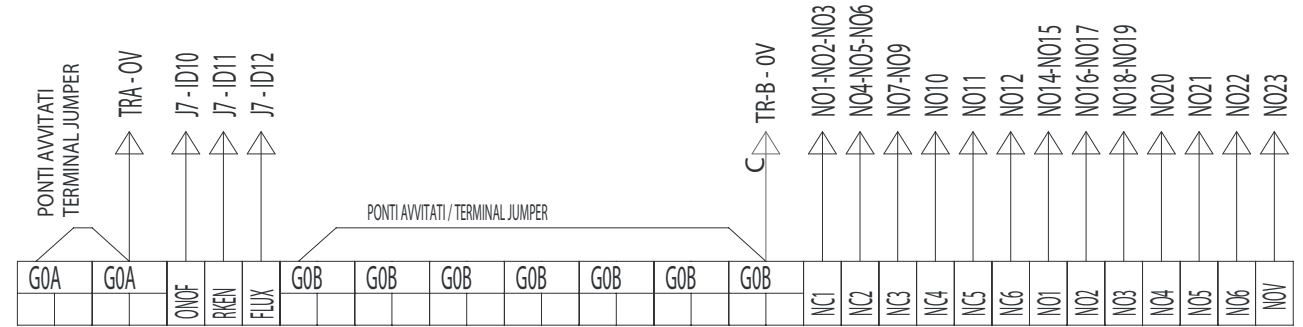 PONTI AVVITATI
TERMINAL JUMPER
TRA - 0V
J7 - ID10
J7 - ID11
J7 - ID12
PONTI AVVITATI / TERMINAL JUMPER
C
TR-B - 0V
NO1-NO2-NO3
NO4-NO5-NO6
NO7-NO9
NO10
NO11
NO12
NO14-NO15
NO16-NO17
NO18-NO19
NO20
NO21
NO22
NO23
G0A
G0A
ONOF
RKEN
FLUX
G0B
G0B
G0B
G0B
G0B
G0B
G0B
NC1
NC2
NC3
NC4
NC5
NC6
NO1
NO2
NO3
NO4
NO5
NO6
NOV